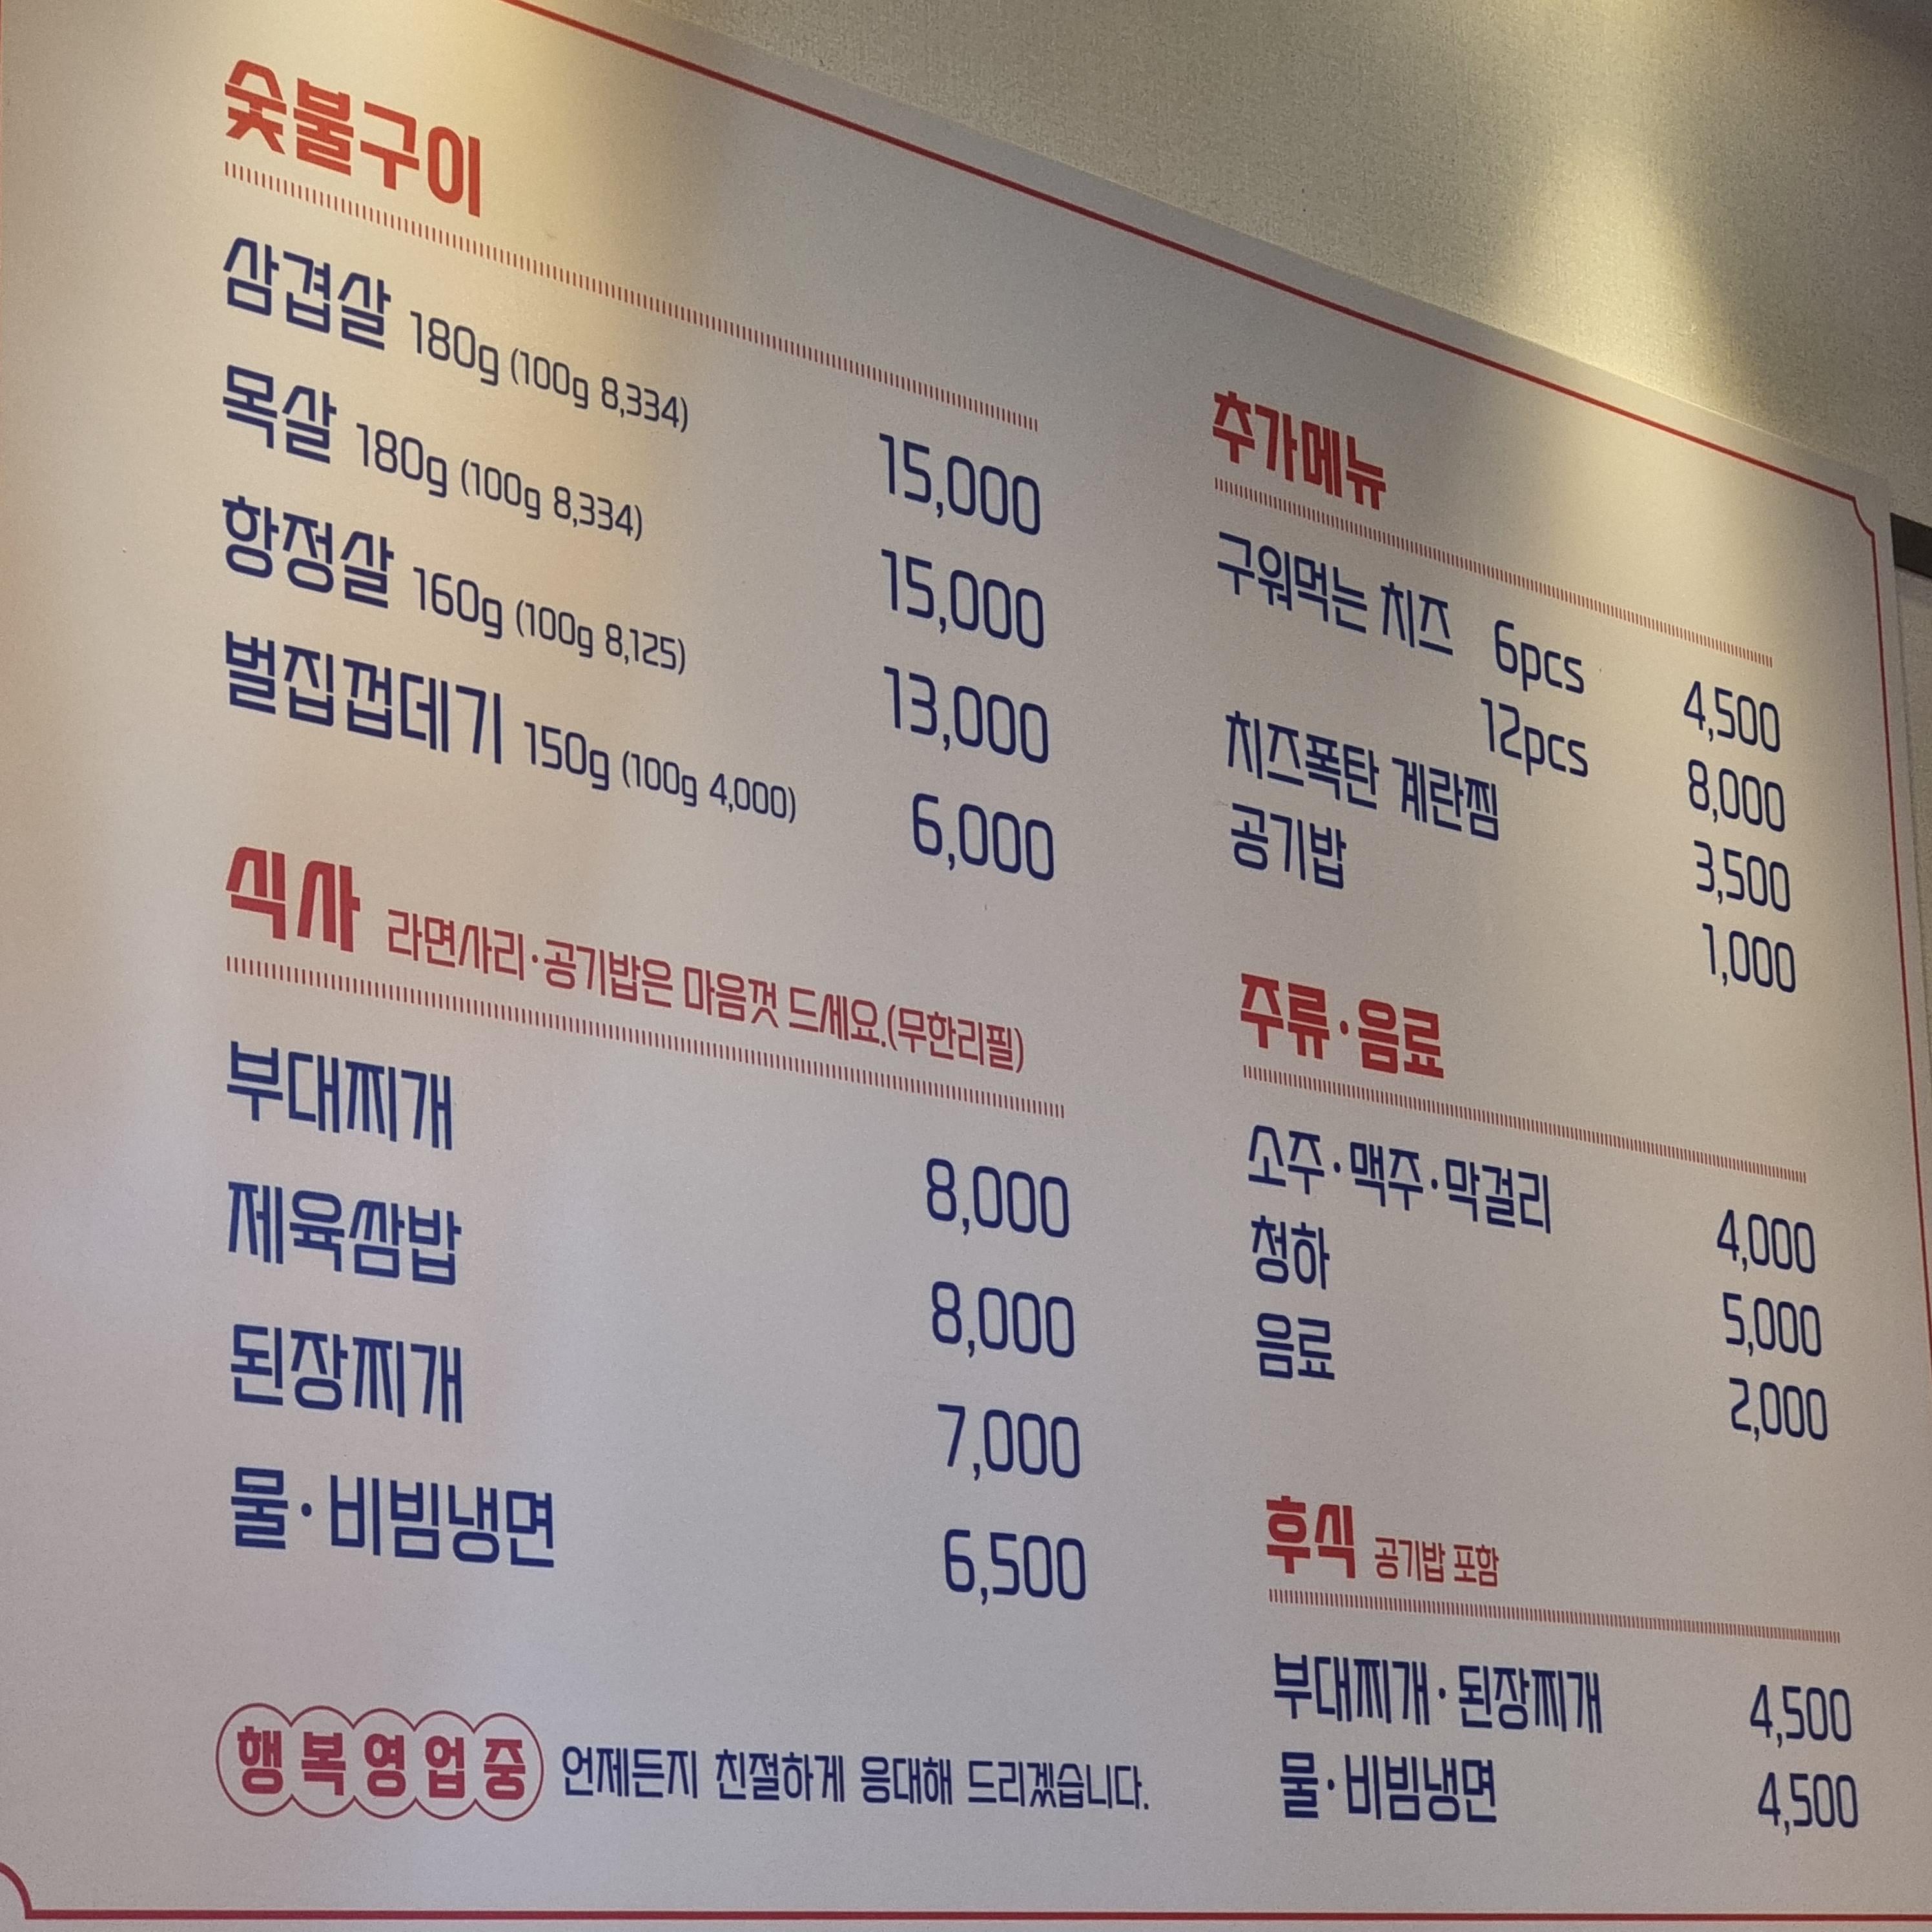 숯불구이
삼겹살 180g (100g 8,334) 15,000
목살 180g (100g 8,334) 15,000
항정살 160g (100g 8,125) 13,000
벌집껍데기 150g (100g 4,000) 6,000
식사 라면사리·공기밥은 마음껏 드세요.(무한리필)
부대찌개 8,000
제육쌈밥 8,000
된장찌개 7,000
물·비빔냉면 6,500
행복영업중 언제든지 친절하게 응대해 드리겠습니다.
추가메뉴
구워먹는 치즈 6pcs 4,500
12pcs 8,000
치즈폭탄 계란찜 3,500
공기밥 1,000
주류·음료
소주·맥주·막걸리 4,000
청하 5,000
음료 2,000
후식 공기밥 포함
부대찌개·된장찌개 4,500
물·비빔냉면 4,500